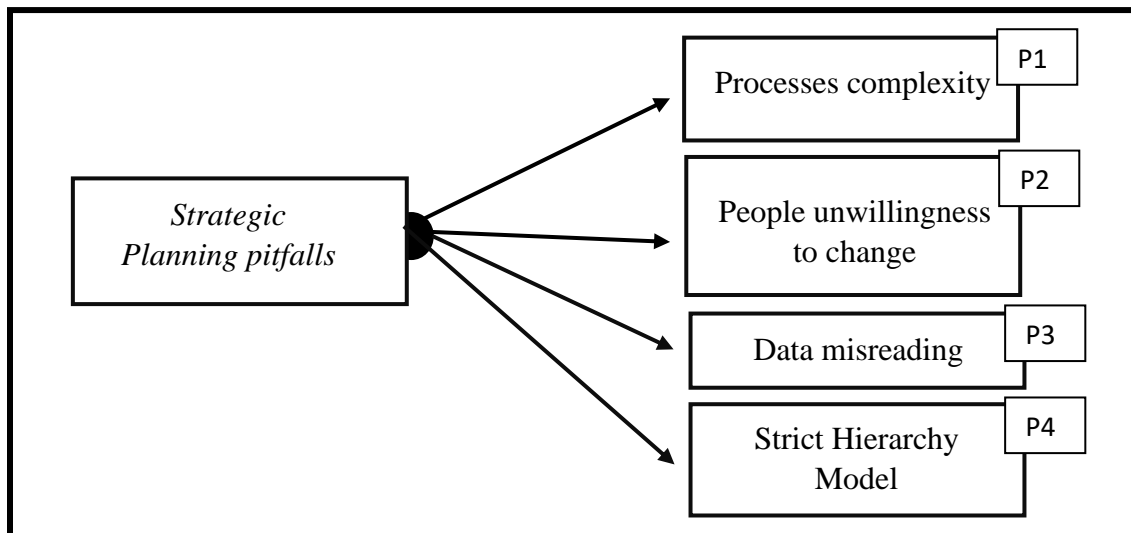 P1
Processes complexity
P2
People unwillingness
to change
Strategic
Planning pitfalls
P3
Data misreading
P4
Strict Hierarchy
Model